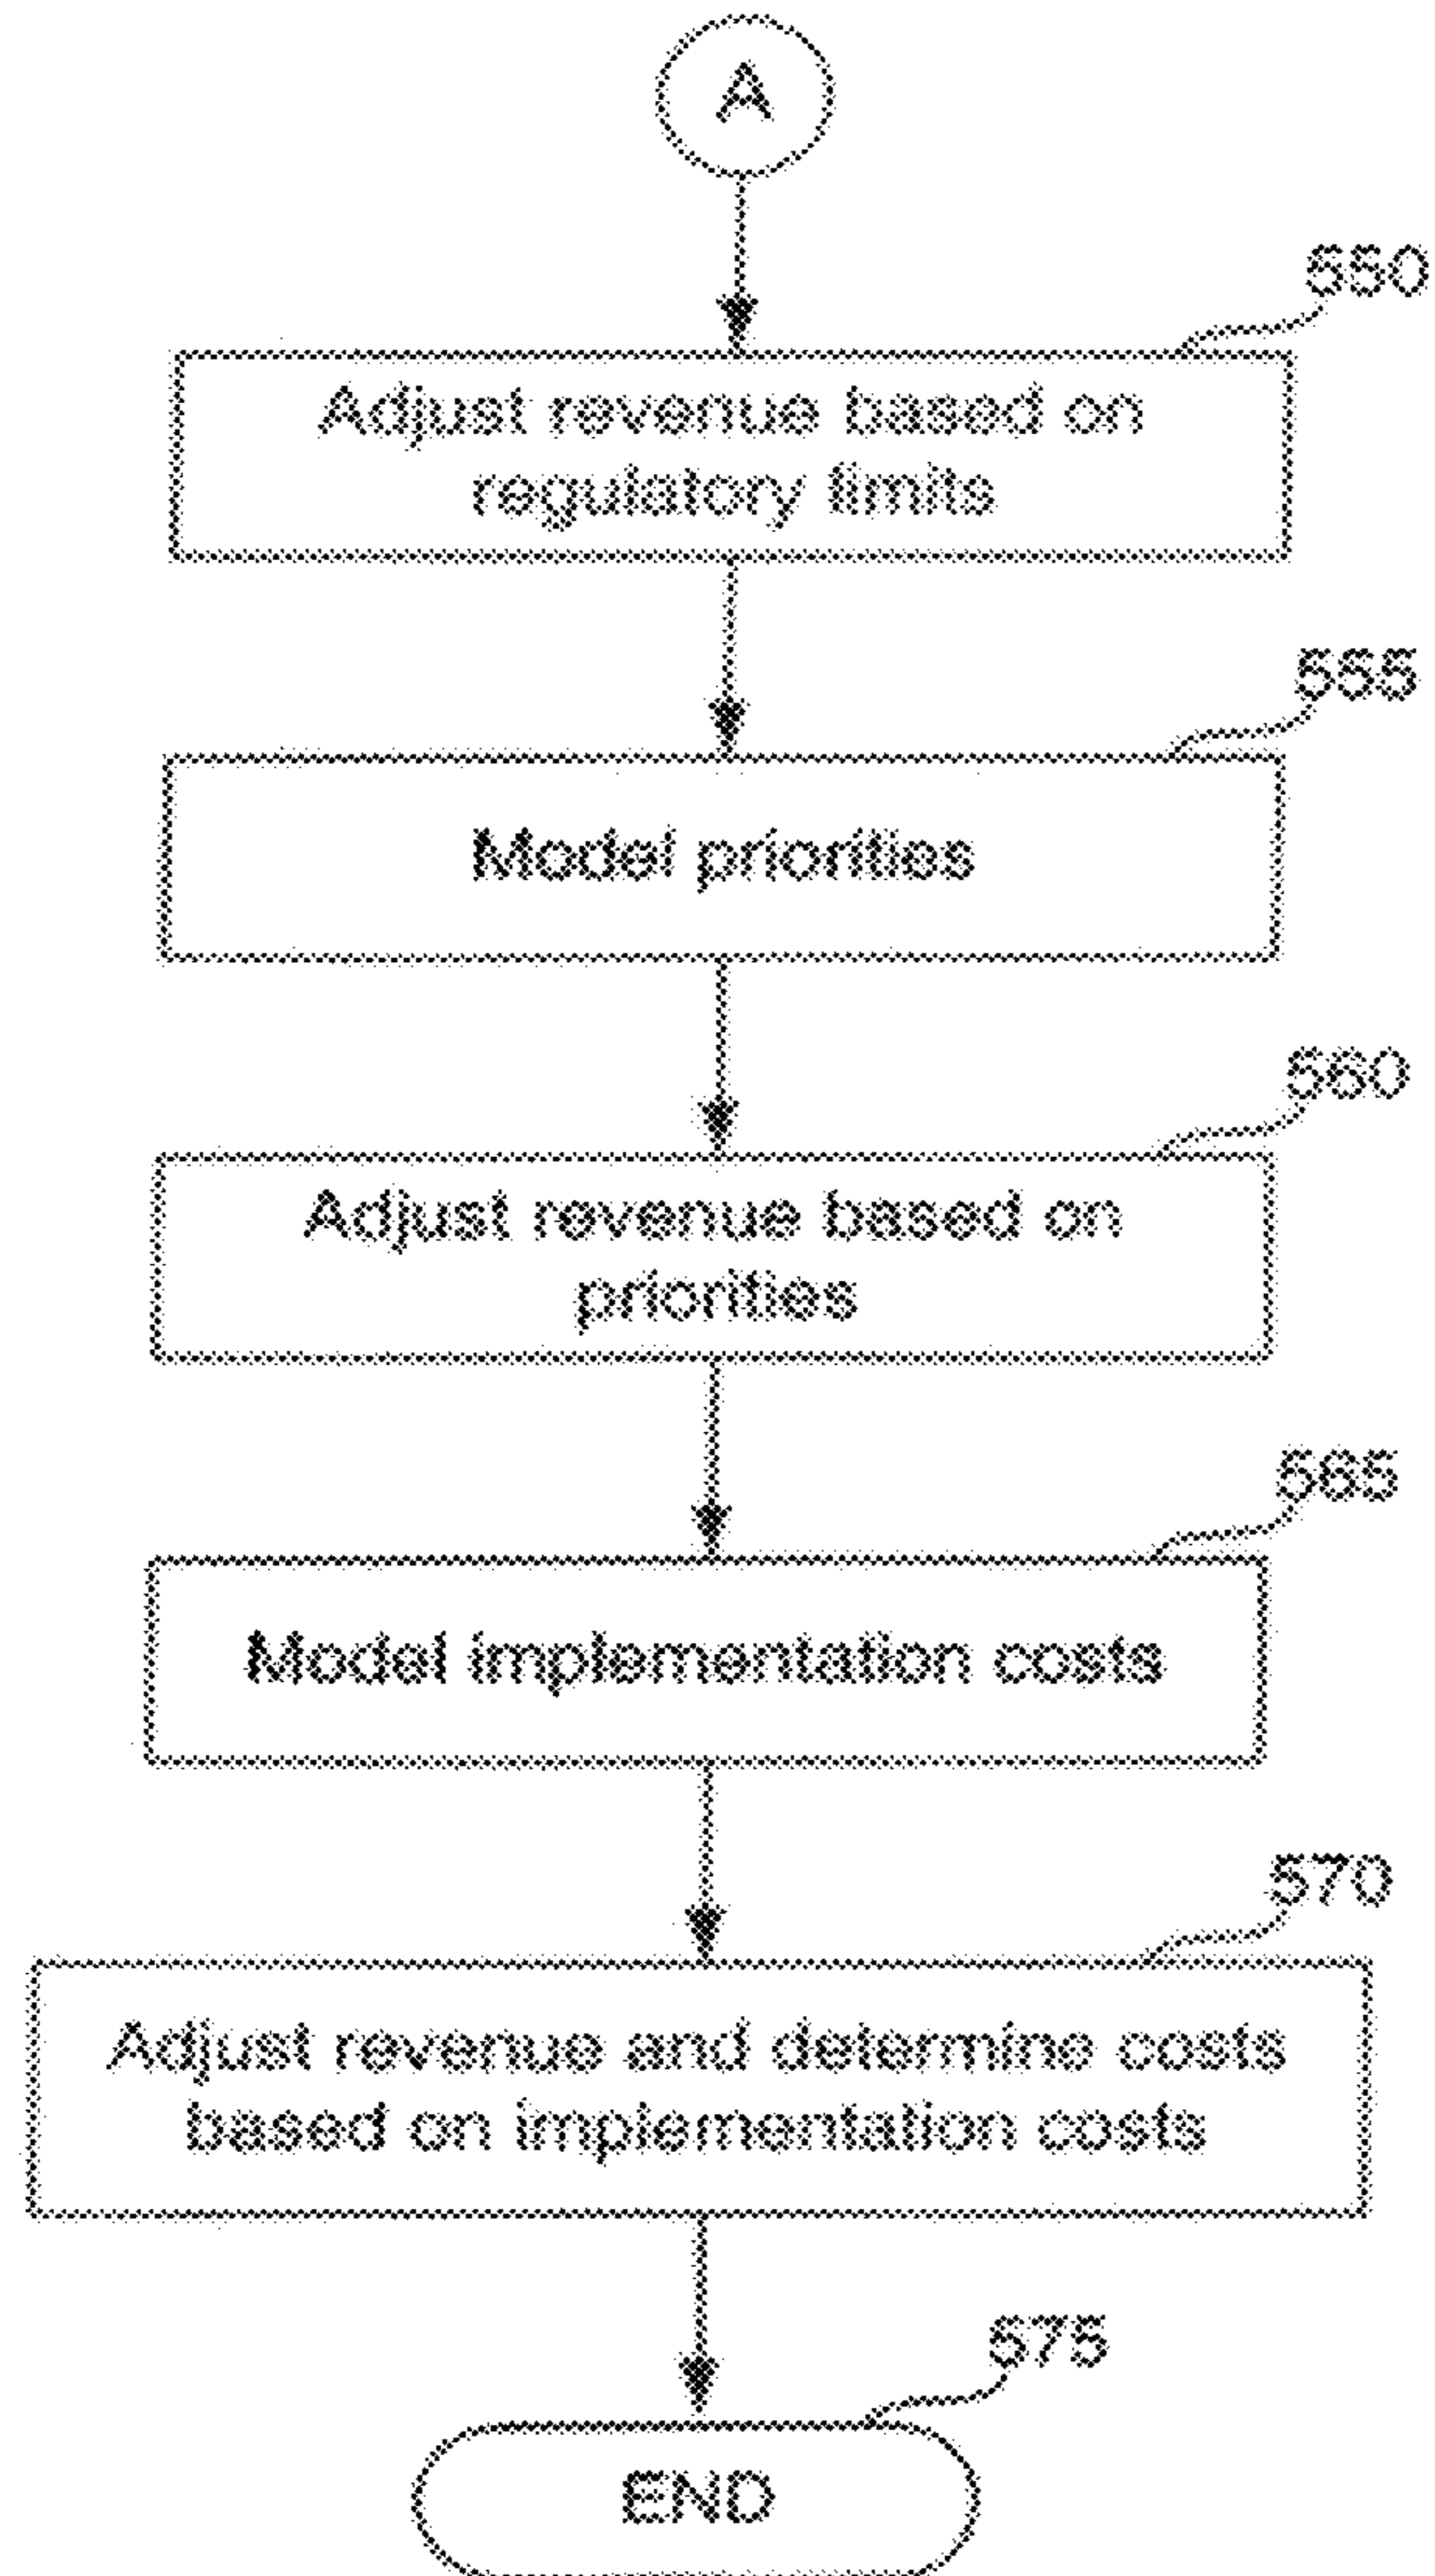 A
550
Adjust revenue based on
regulatory limits
555
Model priorities
560
Adjust revenue based on
priorities
565
Model implementation costs
570
Adjust revenue and determine costs
based on implementation costs
575
END